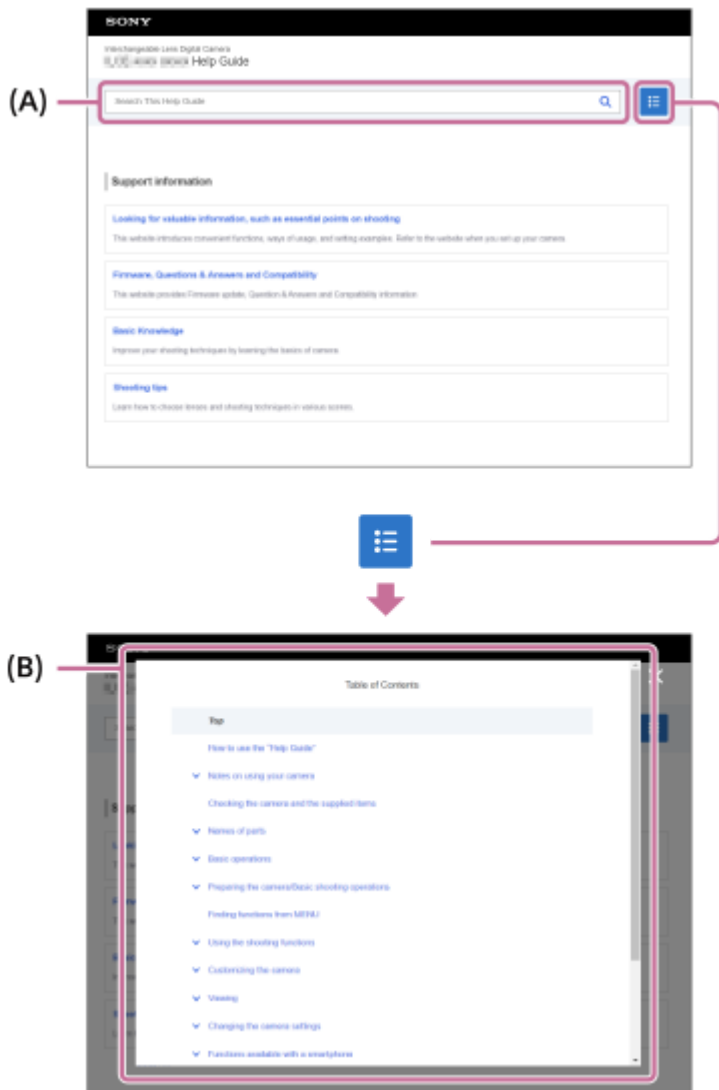 SONY
Interchangeable Lens Digital Camera
Help Guide
(A)
Search This Help Guide
Support information
Looking for valuable information, such as essential points on shooting
This website introduces convenient functions, ways of usage, and setting examples. Refer to the website when you set up your camera.
Firmware, Questions & Answers and Compatibility
This website provides Firmware update, Question & Answers and Compatibility information
Basic Knowledge
Improve your shooting techniques by learning the basics of camera.
Shooting tips
Learn how to choose lenses and shooting techniques in various scenes.
(B)
Table of Contents
Top
How to use the "Help Guide"
Notes on using your camera
Checking the camera and the supplied items
Names of parts
Basic operations
Preparing the camera/Basic shooting operations
Finding functions from MENU
Using the shooting functions
Customizing the camera
Viewing
Changing the camera settings
Functions available with a smartphone